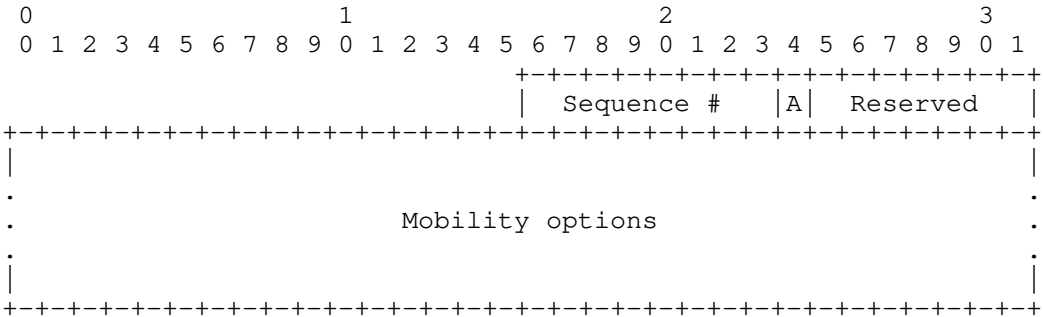 0                   1                   2                   3
 0 1 2 3 4 5 6 7 8 9 0 1 2 3 4 5 6 7 8 9 0 1 2 3 4 5 6 7 8 9 0 1
                                +-+-+-+-+-+-+-+-+-+-+-+-+-+-+-+-+
                                |  Sequence #   |A|  Reserved   |
+-+-+-+-+-+-+-+-+-+-+-+-+-+-+-+-+-+-+-+-+-+-+-+-+-+-+-+-+-+-+-+-+
|                                                               |
.                                                               .
.                        Mobility options                       .
.                                                               .
|                                                               |
+-+-+-+-+-+-+-+-+-+-+-+-+-+-+-+-+-+-+-+-+-+-+-+-+-+-+-+-+-+-+-+-+